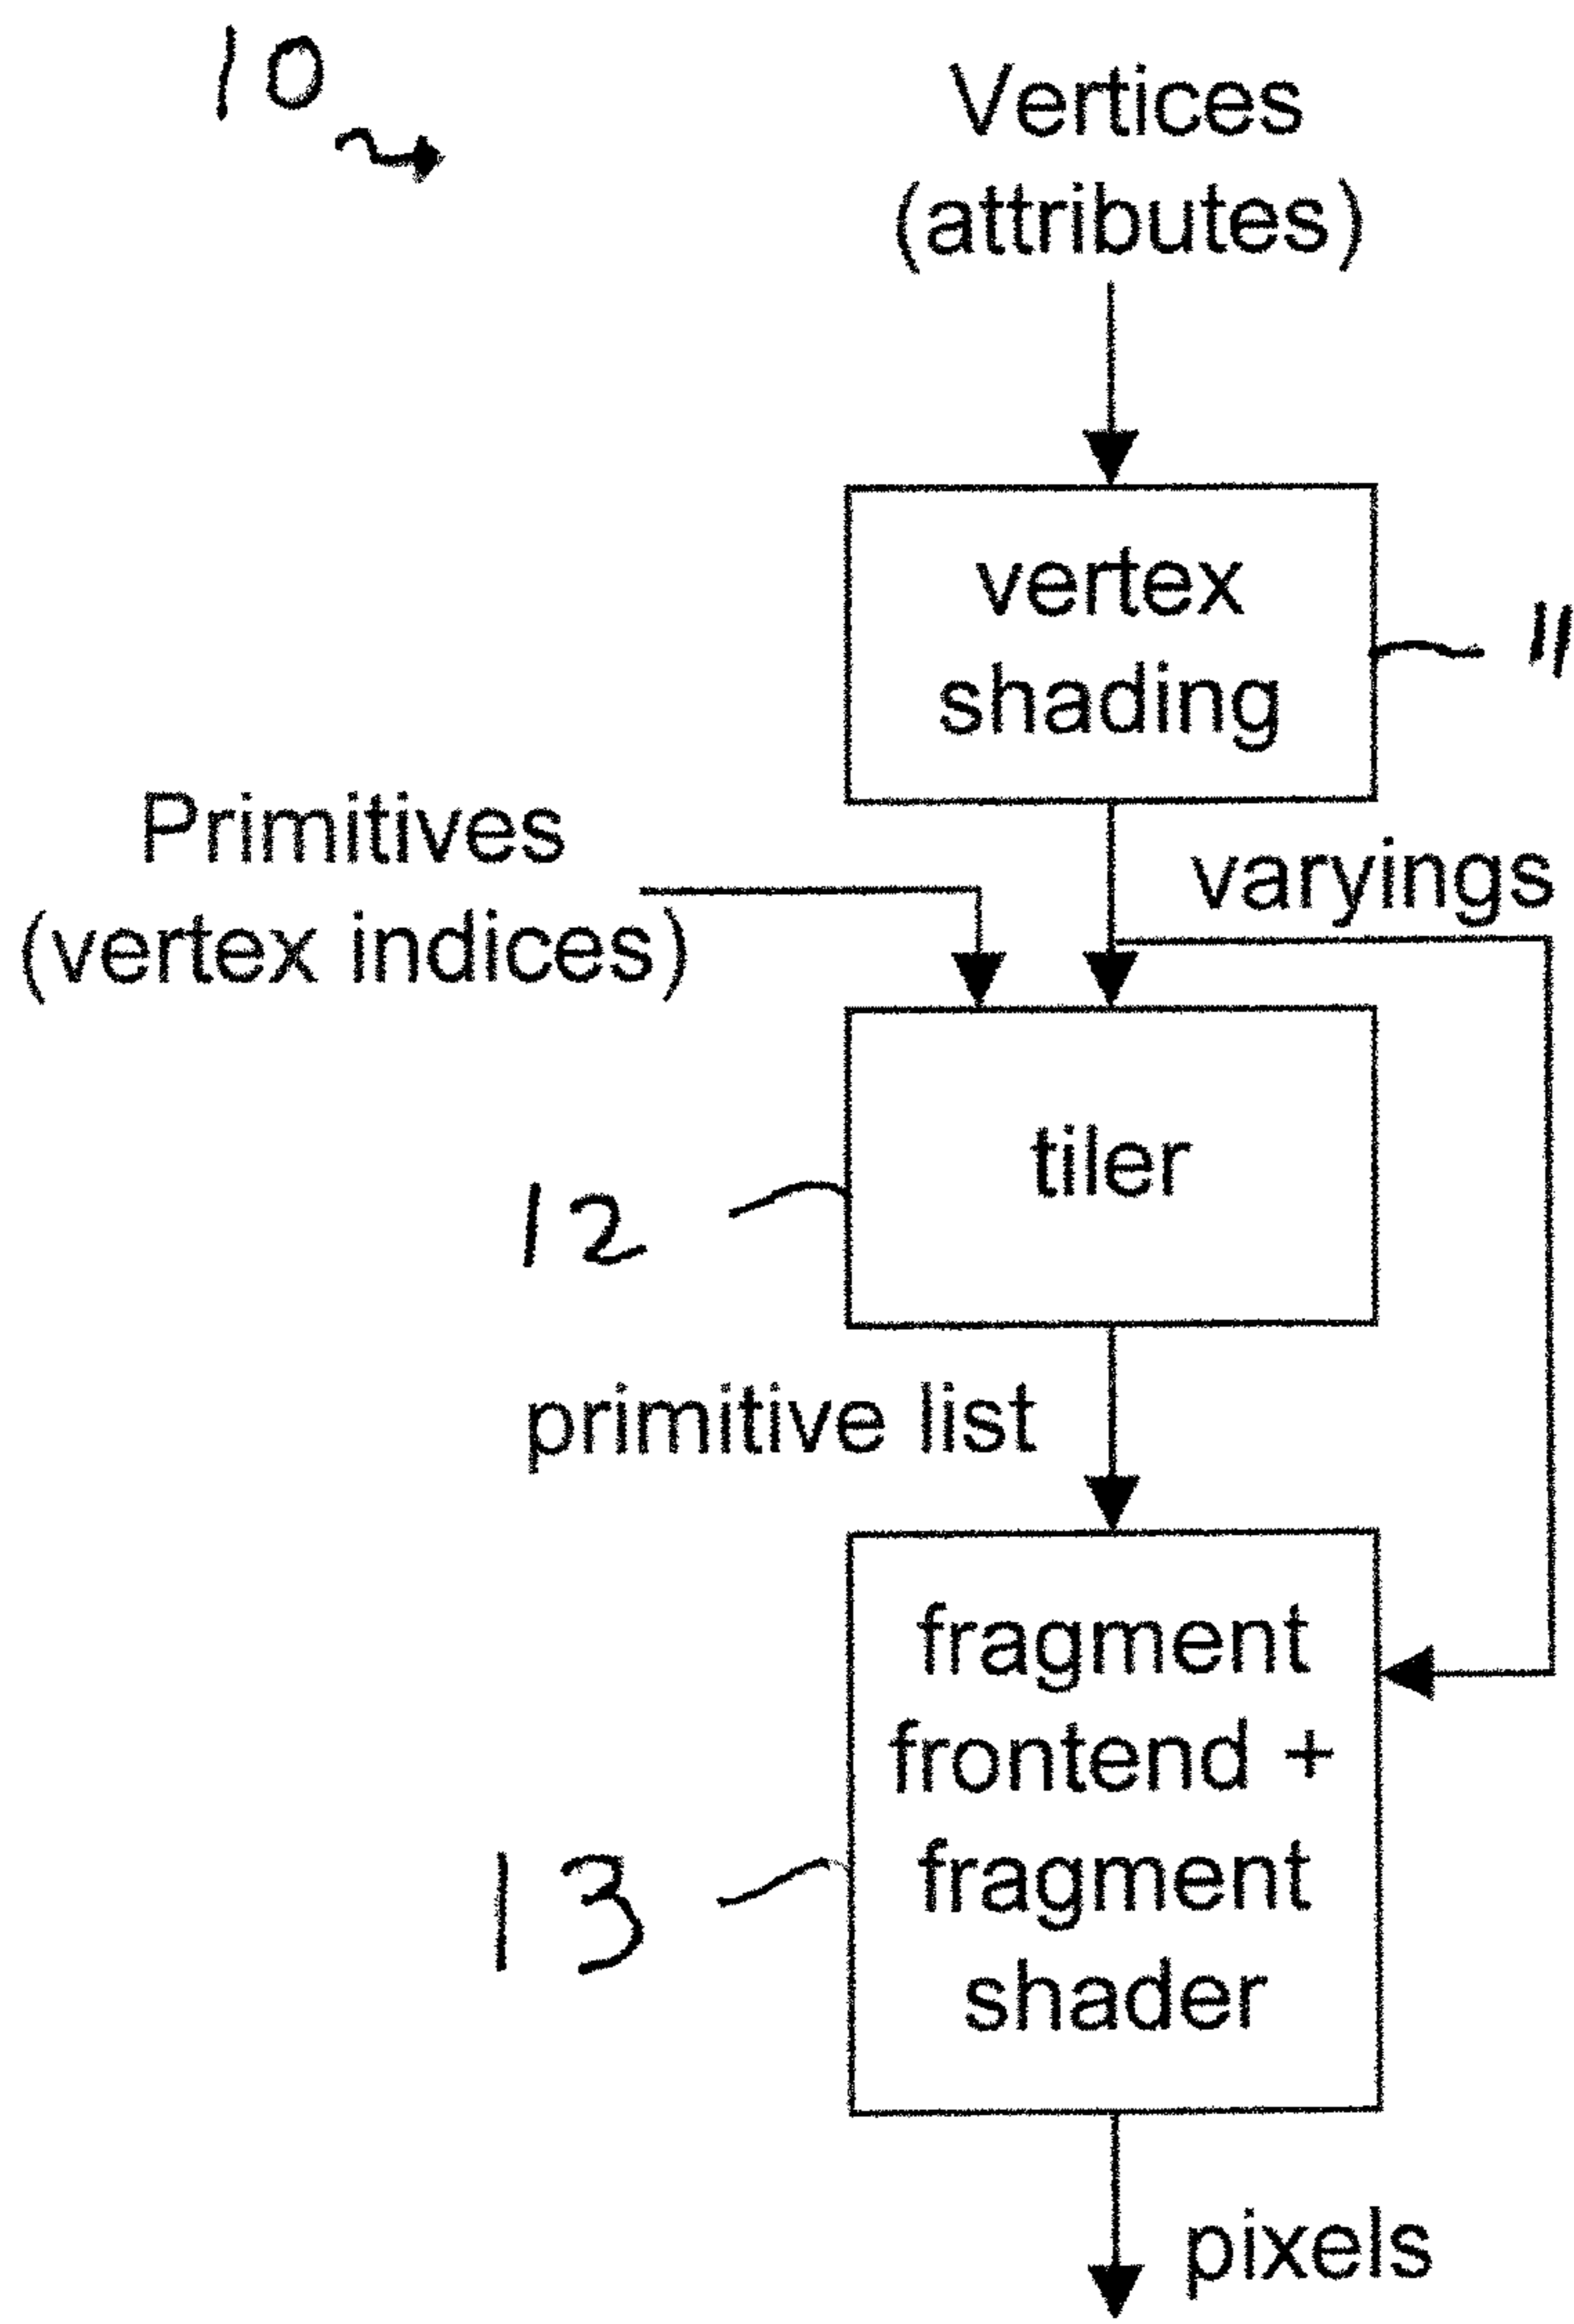 10
Vertices
(attributes)
vertex
shading
11
Primitives
(vertex indices)
varyings
tiler
12
primitive list
fragment
frontend +
fragment
shader
13
pixels